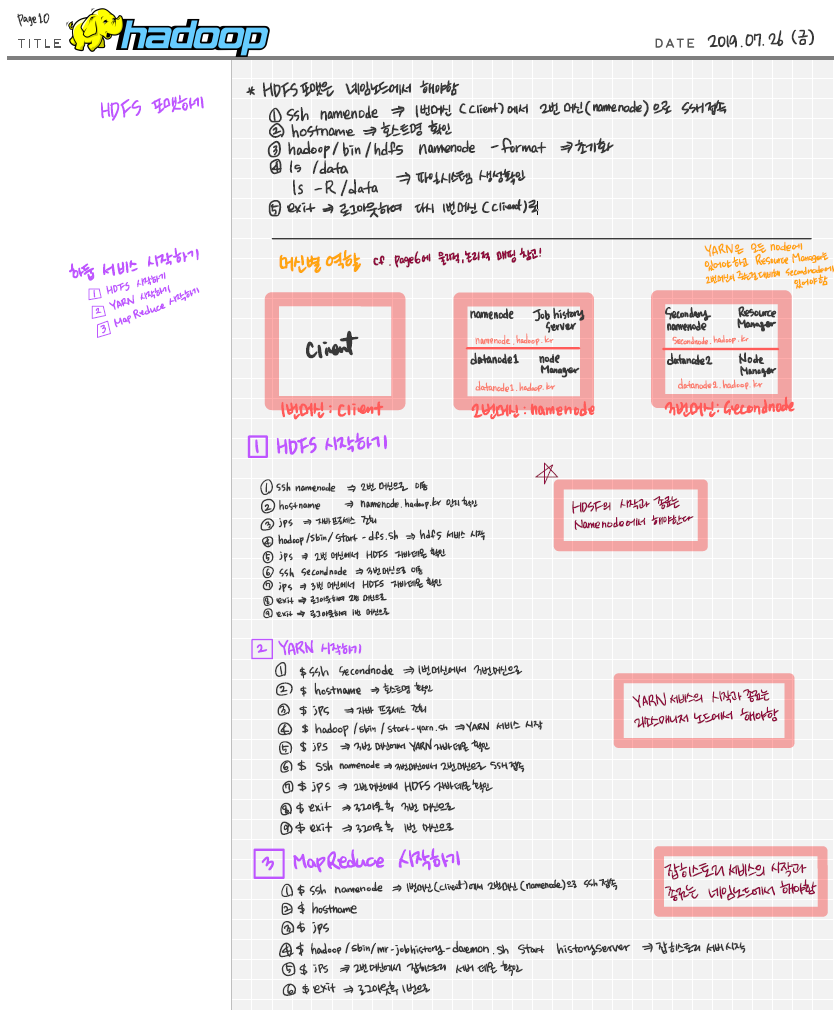 Page 10
TITLE
hadoop
DATE 2019.07.26 (금)
HDFS 포맷하기
* HDFS 포맷은 네임노드에서 해야함
① ssh namenode ⇒ 1번머신 (client)에서 2번 머신(namenode)으로 SSH 접속
② hostname ⇒ 호스트명 확인
③ hadoop/bin/hdfs namenode -format ⇒ 초기화
④ ls /data
ls -R /data ⇒ 파일시스템 생성확인
⑤ exit ⇒ 로그아웃하여 다시 1번머신 (client)로
하둡 서비스 시작하기
1 HDFS 시작하기
2 YARN 시작하기
3 MapReduce 시작하기
머신별 역할 cf. page6에 물리적, 논리적 매핑 참고!
YARN은 모든 node에
있어야 하고 Resource Manager는
있어야함
client
1번머신: client
namenode Job history Server
namenode.hadoop.kr
datanode1 node Manager
datanode1.hadoop.kr
2번머신: namenode
Secondary namenode Resource Manager
Secondnode.hadoop.kr
datanode2 Node Manager
datanode2.hadoop.kr
3번머신: Secondnode
1 HDFS 시작하기
① ssh namenode ⇒ 2번 머신으로 이동
② hostname ⇒ namenode.hadoop.kr 인지 확인
③ jps ⇒ 자바프로세스 조회
④ hadoop/sbin/start-dfs.sh ⇒ hdfs 서비스 시작
⑤ jps ⇒ 2번 머신에서 HDFS 자바데몬 확인
⑥ ssh secondnode ⇒ 3번머신으로 이동
⑦ jps ⇒ 3번 머신에서 HDFS 자바데몬 확인
⑧ exit ⇒ 로그아웃하여 2번 머신으로
⑨ exit ⇒ 로그아웃하여 1번 머신으로
HDSF의 시작과 종료는
Namenode에서 해야한다
2 YARN 시작하기
① $ ssh secondnode ⇒ 1번머신에서 3번머신으로
② $ hostname ⇒ 호스트명 확인
③ $ jps ⇒ 자바 프로세스 조회
④ $ hadoop/sbin/start-yarn.sh ⇒ YARN 서비스 시작
⑤ $ jps ⇒ 3번 머신에서 YARN 자바데몬 확인
⑥ $ ssh namenode ⇒ 3번머신에서 2번머신으로 SSH 접속
⑦ $ jps ⇒ 2번머신에서 HDFS 자바데몬 확인
⑧ $ exit ⇒ 로그아웃 후 3번 머신으로
⑨ $ exit ⇒ 로그아웃 후 1번 머신으로
YARN 서비스의 시작과 종료는
리소스매니저 노드에서 해야함
3 MapReduce 시작하기
① $ ssh namenode ⇒ 1번머신(client)에서 2번머신(namenode)으로 ssh 접속
② $ hostname
③ $ jps
④ $ hadoop/sbin/mr-jobhistory-daemon.sh start historyserver ⇒ 잡히스토리 서버시작
⑤ $ jps ⇒ 2번머신에서 잡히스토리 서버 데몬 확인
⑥ $ exit ⇒ 로그아웃후 1번으로
잡히스토리 서비스의 시작과
종료는 네임노드에서 해야함